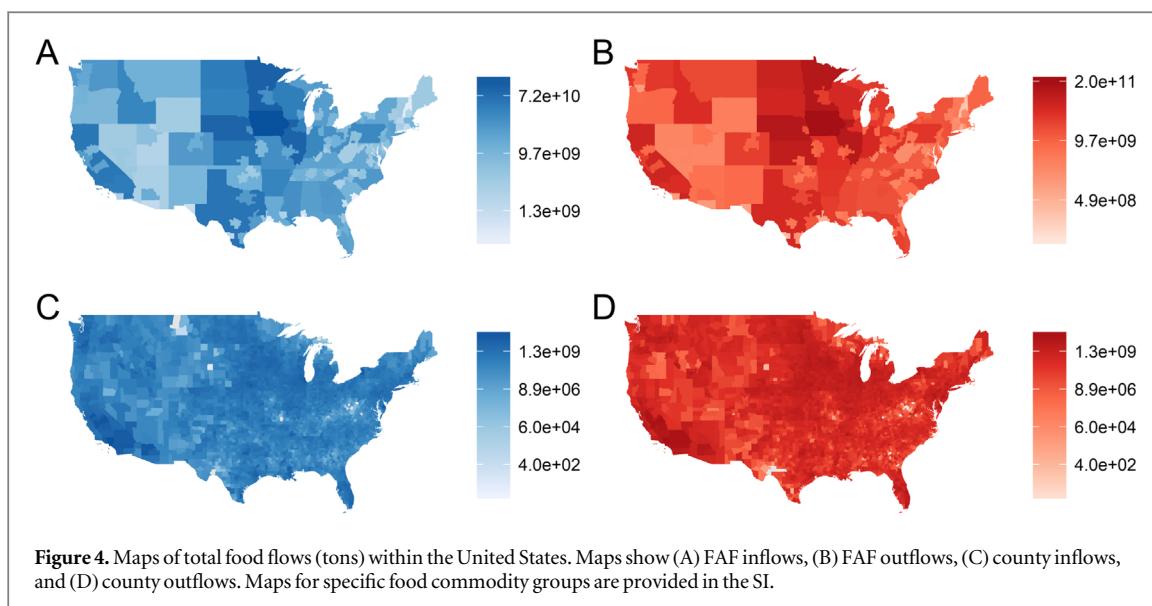 A
7.2e+10
9.7e+09
1.3e+09
B
2.0e+11
9.7e+09
4.9e+08
C
1.3e+09
8.9e+06
6.0e+04
4.0e+02
D
1.3e+09
8.9e+06
6.0e+04
4.0e+02
Figure 4. Maps of total food flows (tons) within the United States. Maps show (A) FAF inflows, (B) FAF outflows, (C) county inflows,
and (D) county outflows. Maps for specific food commodity groups are provided in the SI.